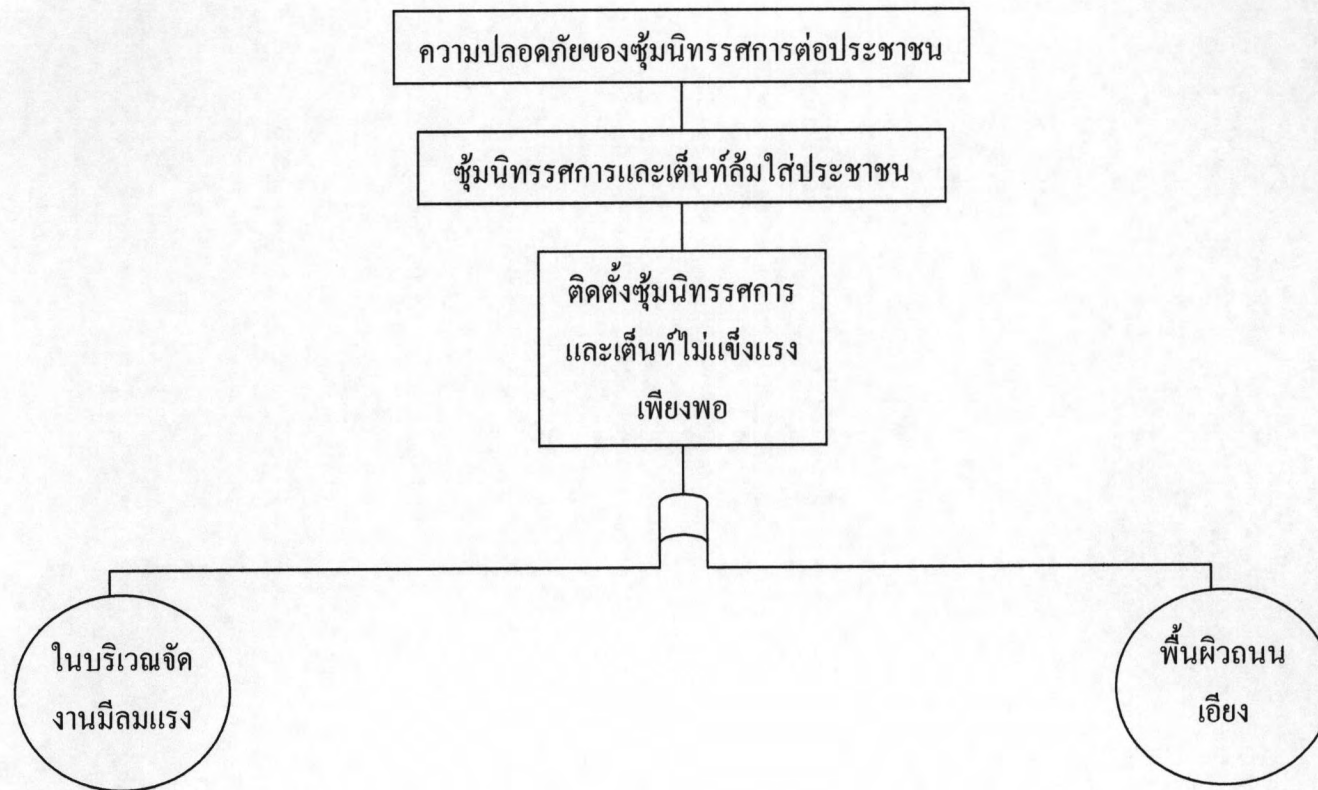 ความปลอดภัยของซุ้มนิทรรศการต่อประชาชน
ซุ้มนิทรรศการและเต็นท์ล้มใส่ประชาชน
ติดตั้งซุ้มนิทรรศการ
และเต็นท์ไม่แข็งแรง
เพียงพอ
ในบริเวณจัด
งานมีลมแรง
พื้นผิวถนน
เอียง